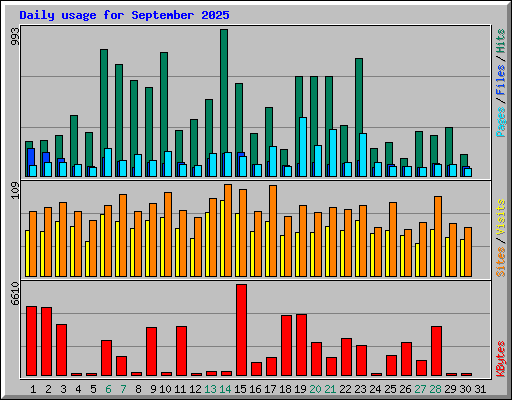 Daily usage for September 2025
993
Pages / Files / Hits
109
Sites / Visits
6610
KBytes
1 2 3 4 5 6 7 8 9 10 11 12 13 14 15 16 17 18 19 20 21 22 23 24 25 26 27 28 29 30 31